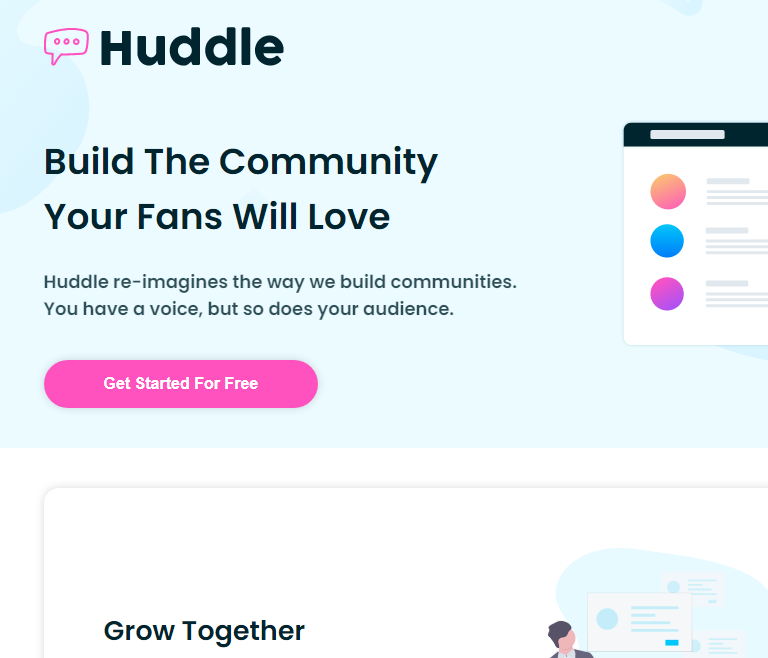 Huddle
Build The Community
Your Fans Will Love
Huddle re-imagines the way we build communities.
You have a voice, but so does your audience.
Get Started For Free
Grow Together